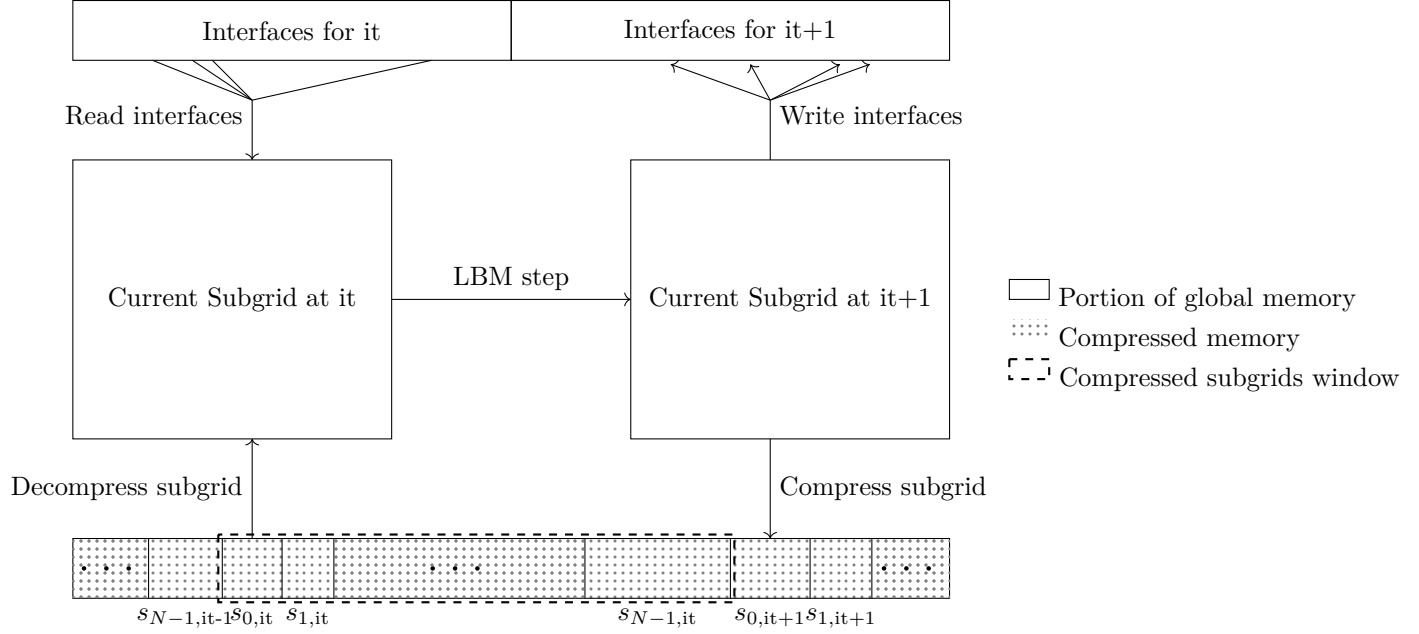 Interfaces for it
Interfaces for it+1
Read interfaces
Write interfaces
Current Subgrid at it
LBM step
Current Subgrid at it+1
Portion of global memory
Compressed memory
Compressed subgrids window
Decompress subgrid
Compress subgrid
. . .
. . .
. . .
s_{N−1,it-1}
s_{0,it}
s_{1,it}
s_{N−1,it}
s_{0,it+1}
s_{1,it+1}